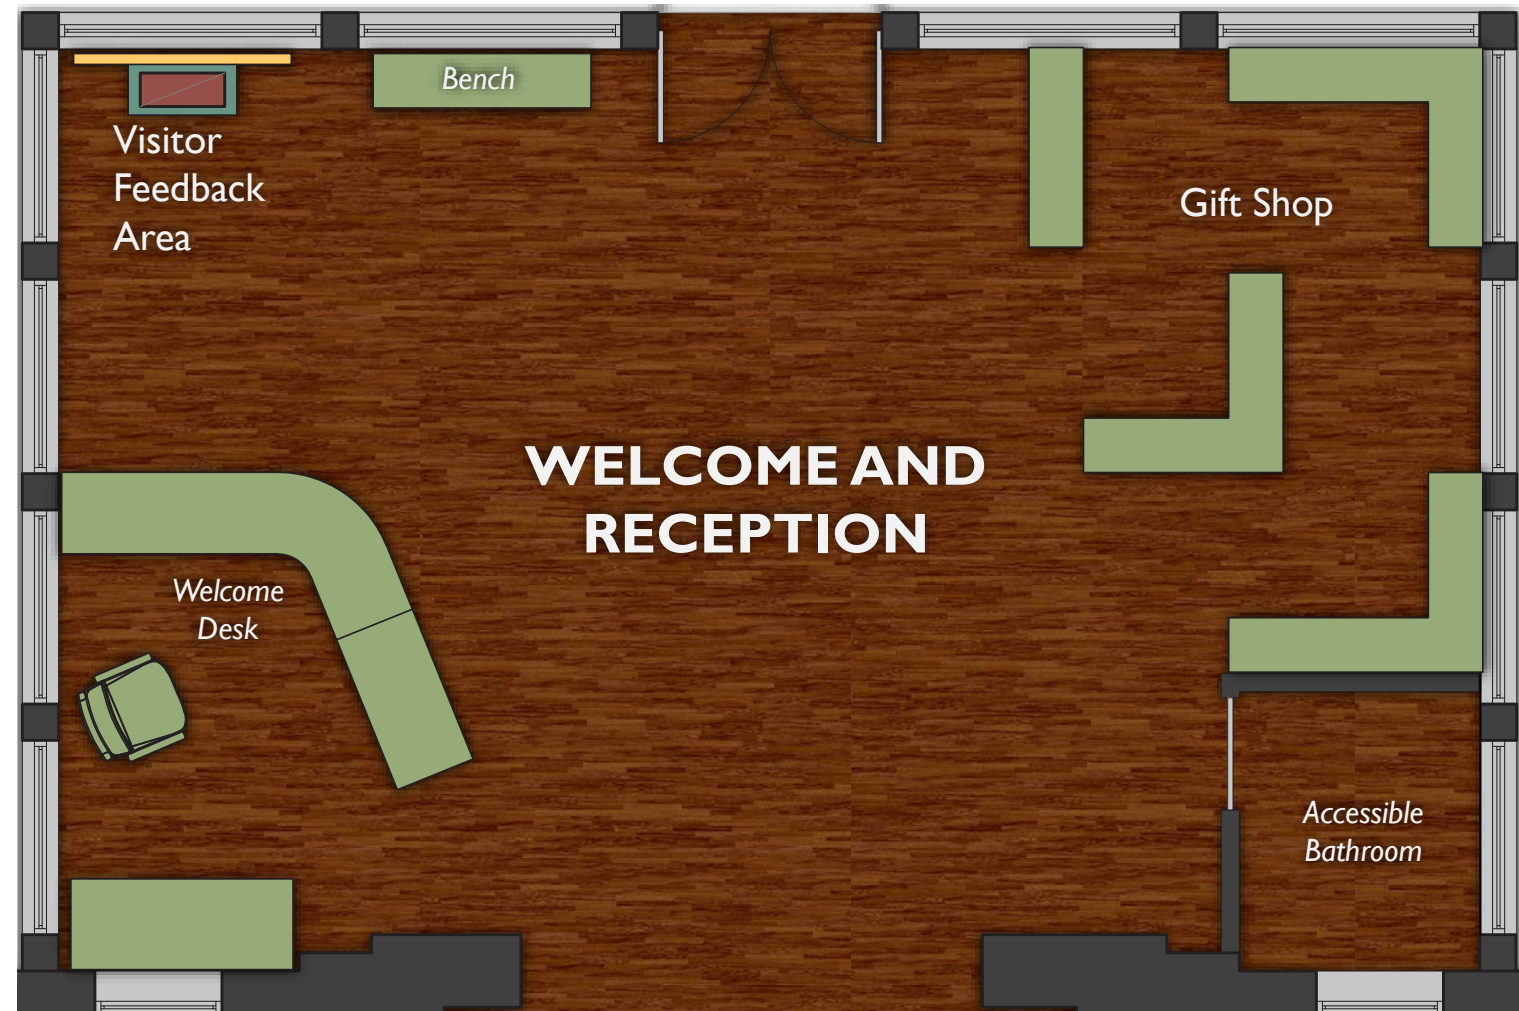 Bench
Visitor
Feedback
Area
Gift Shop
WELCOME AND
RECEPTION
Welcome
Desk
Accessible
Bathroom